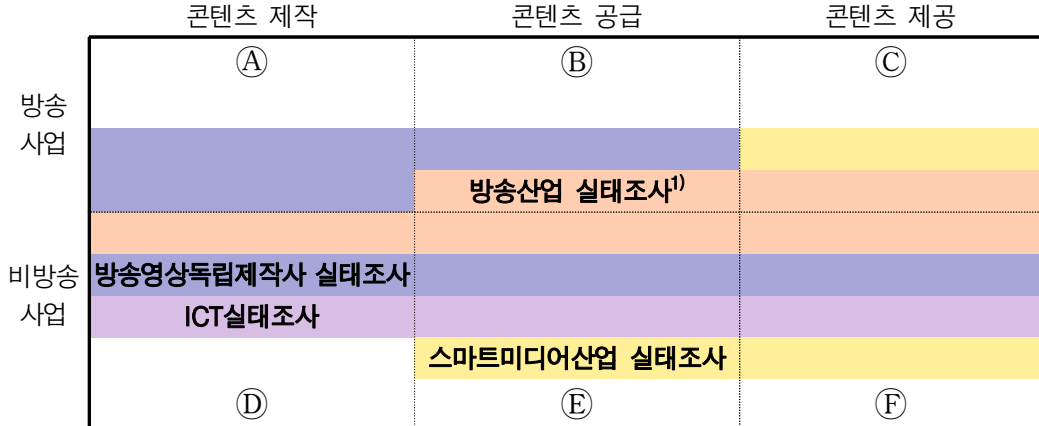 콘텐츠 제작 콘텐츠 공급 콘텐츠 제공
Ⓐ Ⓑ Ⓒ
방송
사업
방송산업 실태조사¹⁾
비방송
사업
방송영상독립제작사 실태조사
ICT실태조사
스마트미디어산업 실태조사
Ⓓ Ⓔ Ⓕ